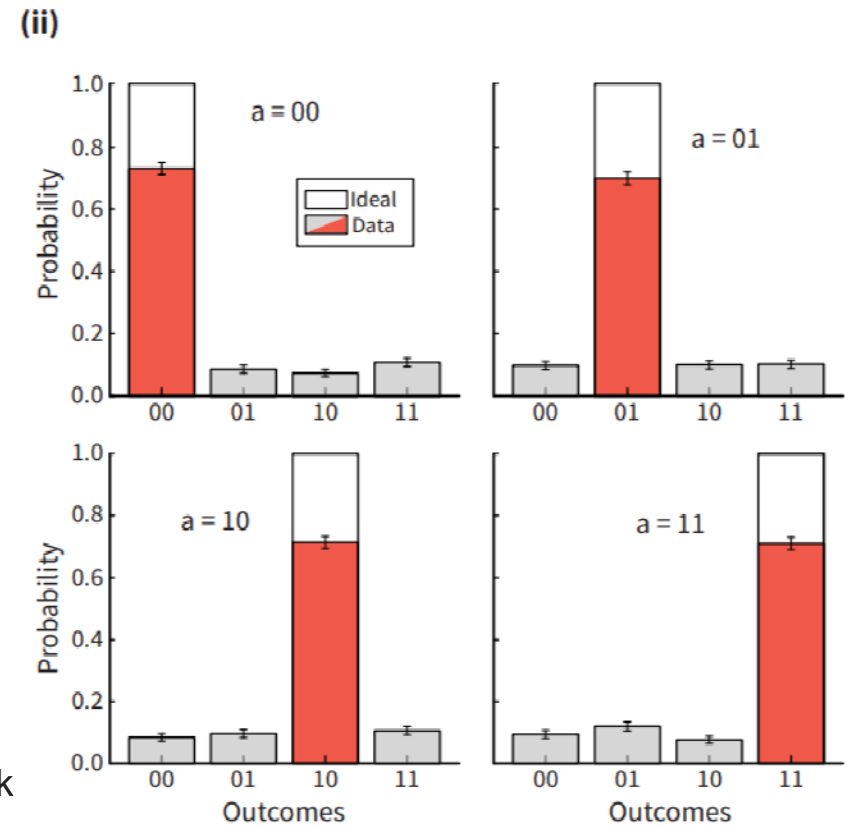 (ii)
a = 00
a = 01
Ideal
Data
Probability
1.0
0.8
0.6
0.4
0.2
0.0
00 01 10 11
00 01 10 11
a = 10
a = 11
Probability
1.0
0.8
0.6
0.4
0.2
0.0
00 01 10 11
00 01 10 11
Outcomes
Outcomes
k